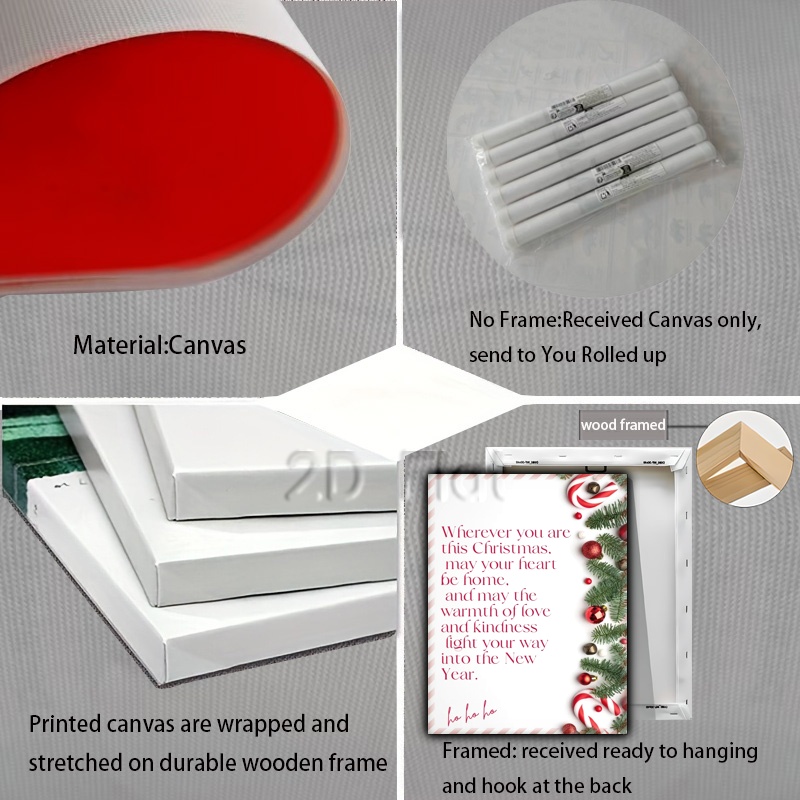 Material:Canvas
No Frame:Received Canvas only,
send to You Rolled up
2D Flat
Printed canvas are wrapped and
stretched on durable wooden frame
wood framed
Wherever you are
this Christmas,
may your heart
be home,
and may the
warmth of love
and kindness
light your way
into the New
Year.
ho ho ho
Framed: received ready to hanging
and hook at the back